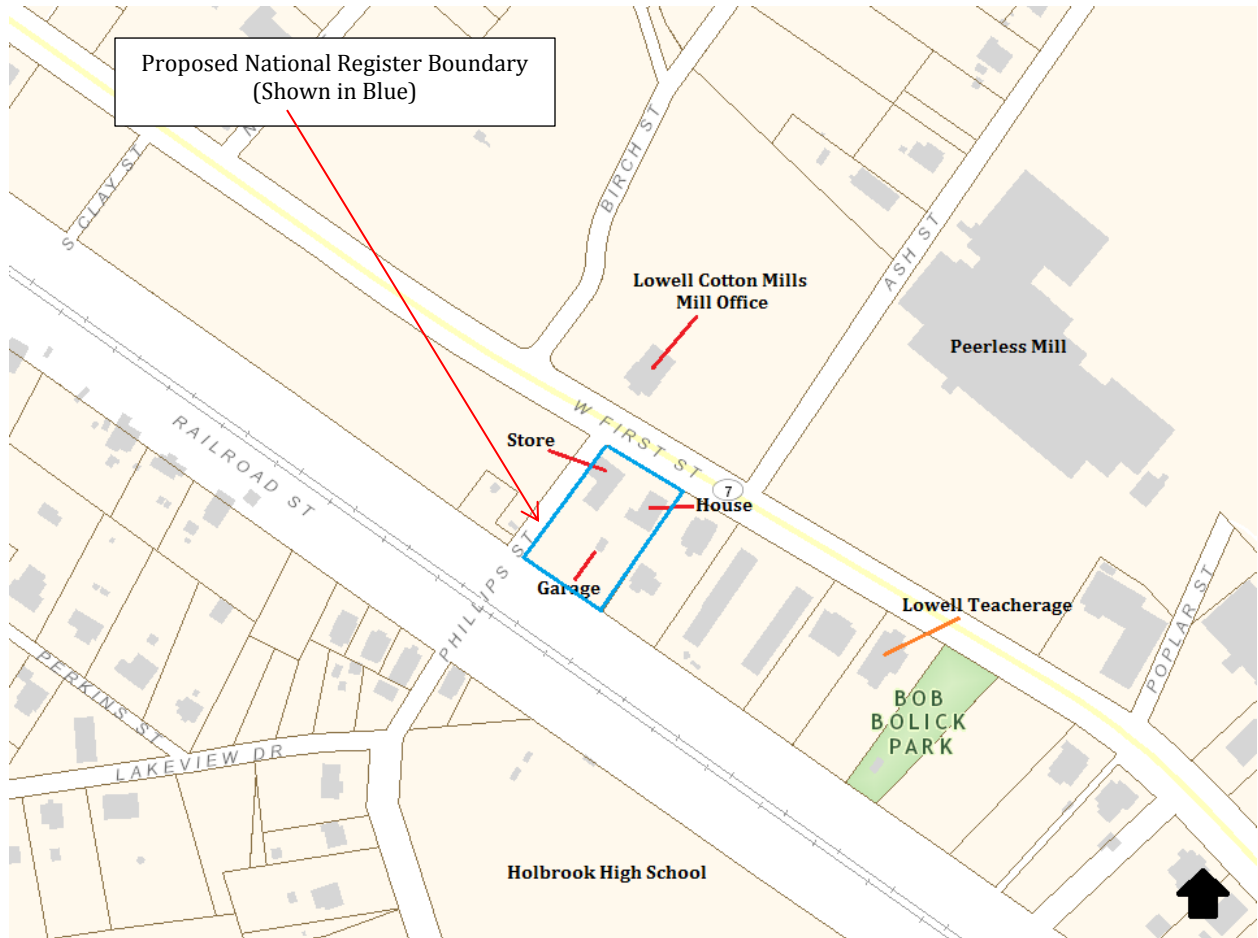 Proposed National Register Boundary
(Shown in Blue)
S CLAY ST
N
BIRCH ST
ASH ST
Lowell Cotton Mills
Mill Office
Peerless Mill
W FIRST ST
7
RAILROAD ST
Store
House
Garage
PHILLIPS ST
Lowell Teacherage
POPLAR ST
PERKINS ST
BOB
BOLICK
PARK
LAKEVIEW DR
Holbrook High School